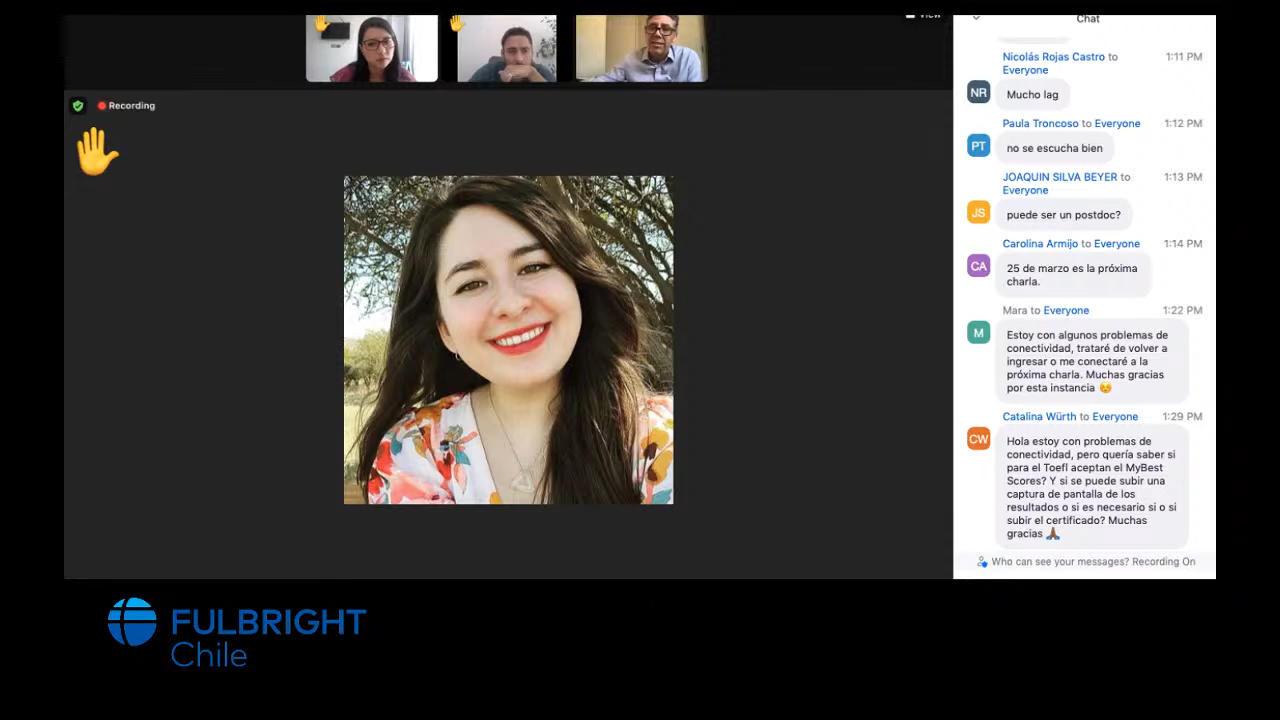 View
Recording
Chat
Nicolás Rojas Castro to
Everyone
1:11 PM
NR
Mucho lag
Paula Troncoso to Everyone
1:12 PM
PT
no se escucha bien
JOAQUIN SILVA BEYER to
Everyone
1:13 PM
JS
puede ser un postdoc?
Carolina Armijo to Everyone
1:14 PM
CA
25 de marzo es la próxima
charla.
Mara to Everyone
1:22 PM
M
Estoy con algunos problemas de
conectividad, trataré de volver a
ingresar o me conectaré a la
próxima charla. Muchas gracias
por esta instancia
Catalina Würth to Everyone
1:29 PM
CW
Hola estoy con problemas de
conectividad, pero quería saber si
para el Toefl aceptan el MyBest
Scores? Y si se puede subir una
captura de pantalla de los
resultados o si es necesario si o si
subir el certificado? Muchas
gracias
Who can see your messages? Recording On
FULBRIGHT
Chile